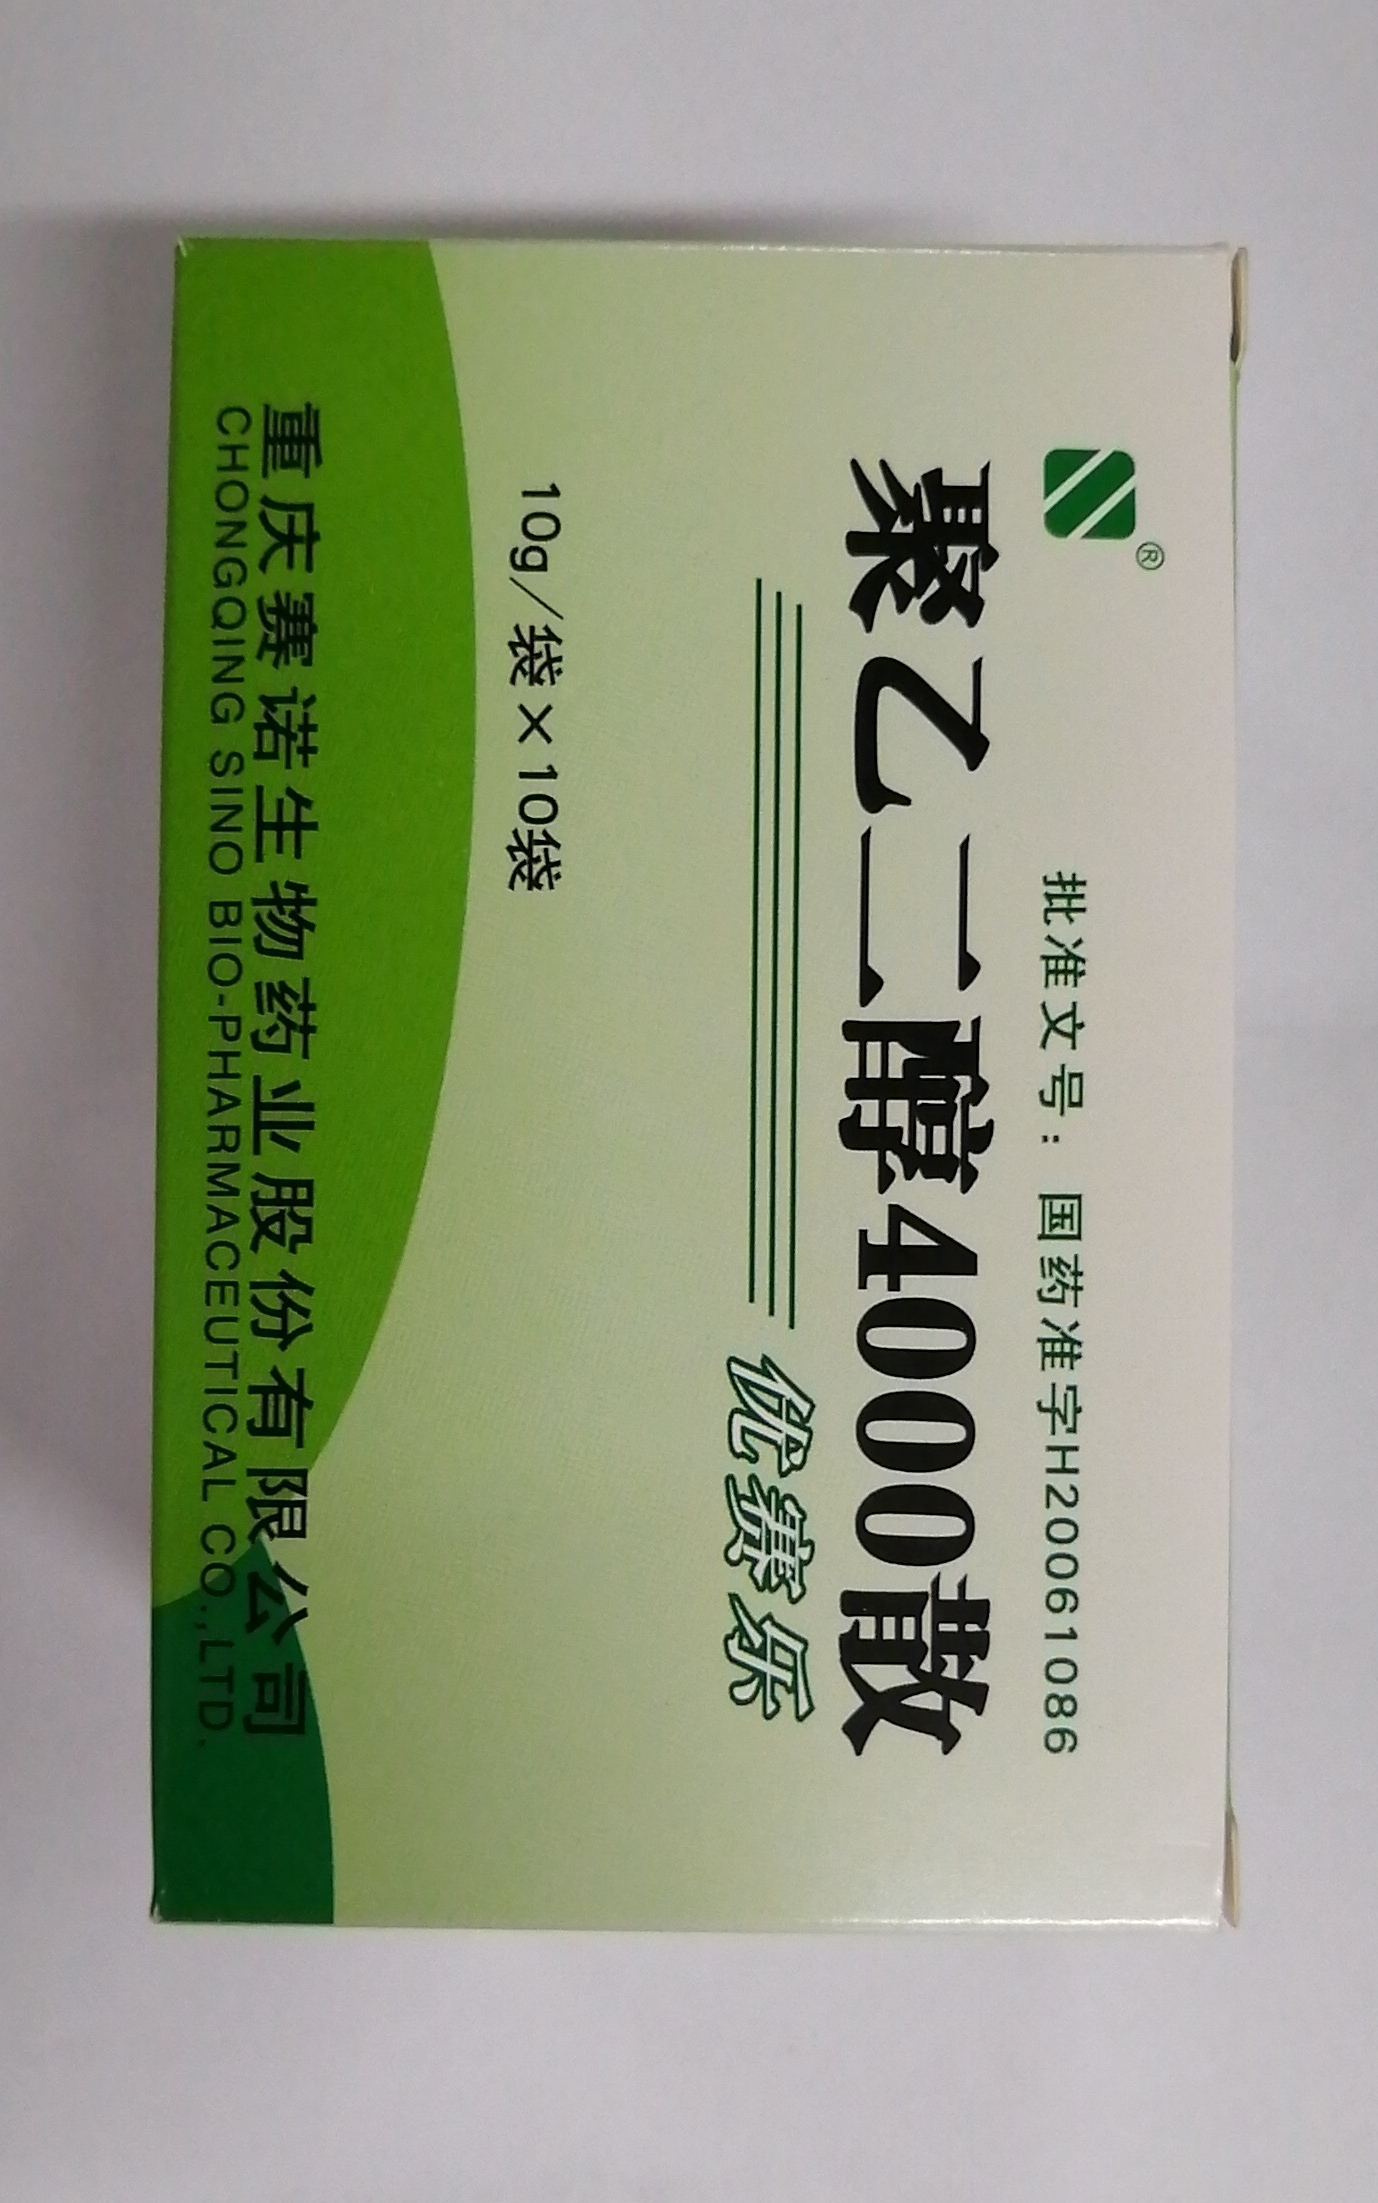 ®
批准文号：国药准字H20061086
聚乙二醇4000散
优赛乐
10g/袋×10袋
重庆赛诺生物药业股份有限公司
CHONGQING SINO BIO-PHARMACEUTICAL CO.,LTD.